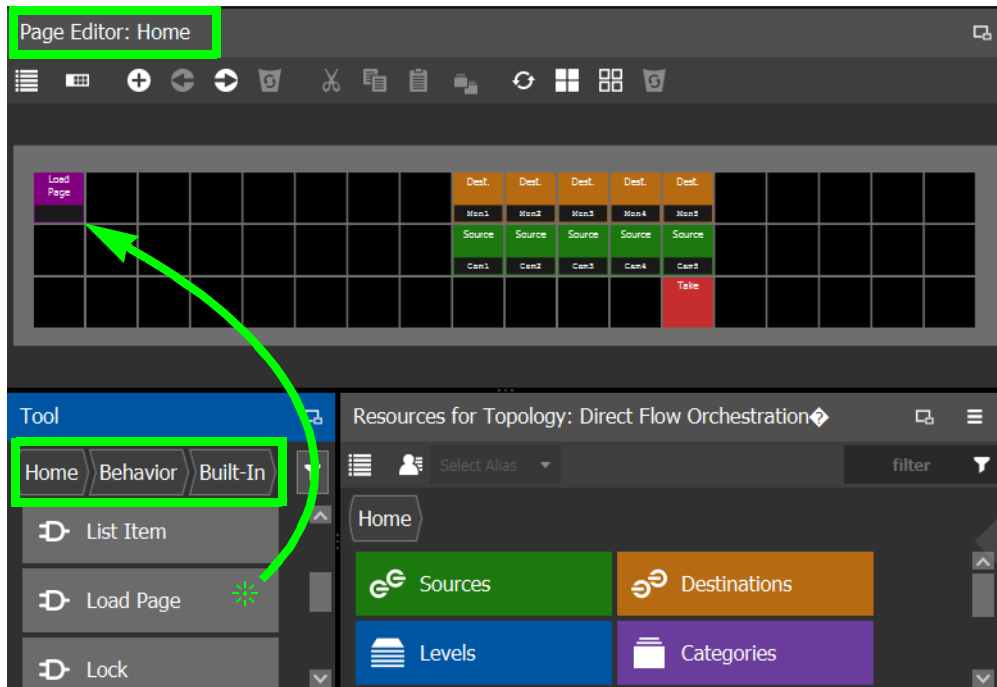 Page Editor: Home
Load
Page
Dest. Dest. Dest. Dest. Dest.
Mon1 Mon2 Mon3 Mon4 Mon5
Source Source Source Source Source
Cam1 Cam2 Cam3 Cam4 Cam5
Take
Tool
Home Behavior Built-In
List Item
Load Page
Lock
Resources for Topology: Direct Flow Orchestration�
Select Alias filter
Home
Sources Destinations
Levels Categories